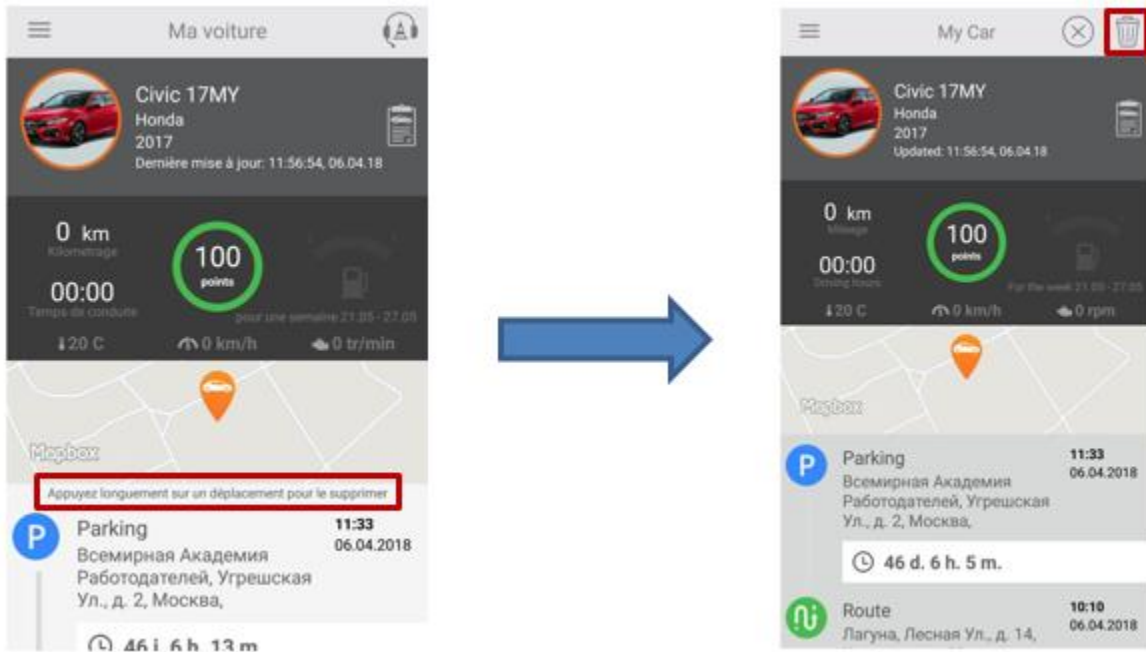 Ma voiture
Civic 17MY
Honda
2017
Dernière mise à jour: 11:56:54, 06.04.18
0 km
Kilometrage
100
points
00:00
Temps de conduite
pour une semaine 21.05 - 27.05
20 C
0 km/h
0 tr/min
Mapbox
Appuyez longuement sur un déplacement pour le supprimer
P
Parking
11:33
06.04.2018
Всемирная Академия
Работодателей, Угрешская
Ул., д. 2, Москва,
46 j. 6 h. 13 m.
My Car
Civic 17MY
Honda
2017
Updated: 11:56:54, 06.04.18
0 km
Mileage
100
points
00:00
Driving hours
For the week 21.05 - 27.05
20 C
0 km/h
0 rpm
Mapbox
P
Parking
11:33
06.04.2018
Всемирная Академия
Работодателей, Угрешская
Ул., д. 2, Москва,
46 d. 6 h. 5 m.
Route
10:10
06.04.2018
Лагуна, Лесная Ул., д. 14,